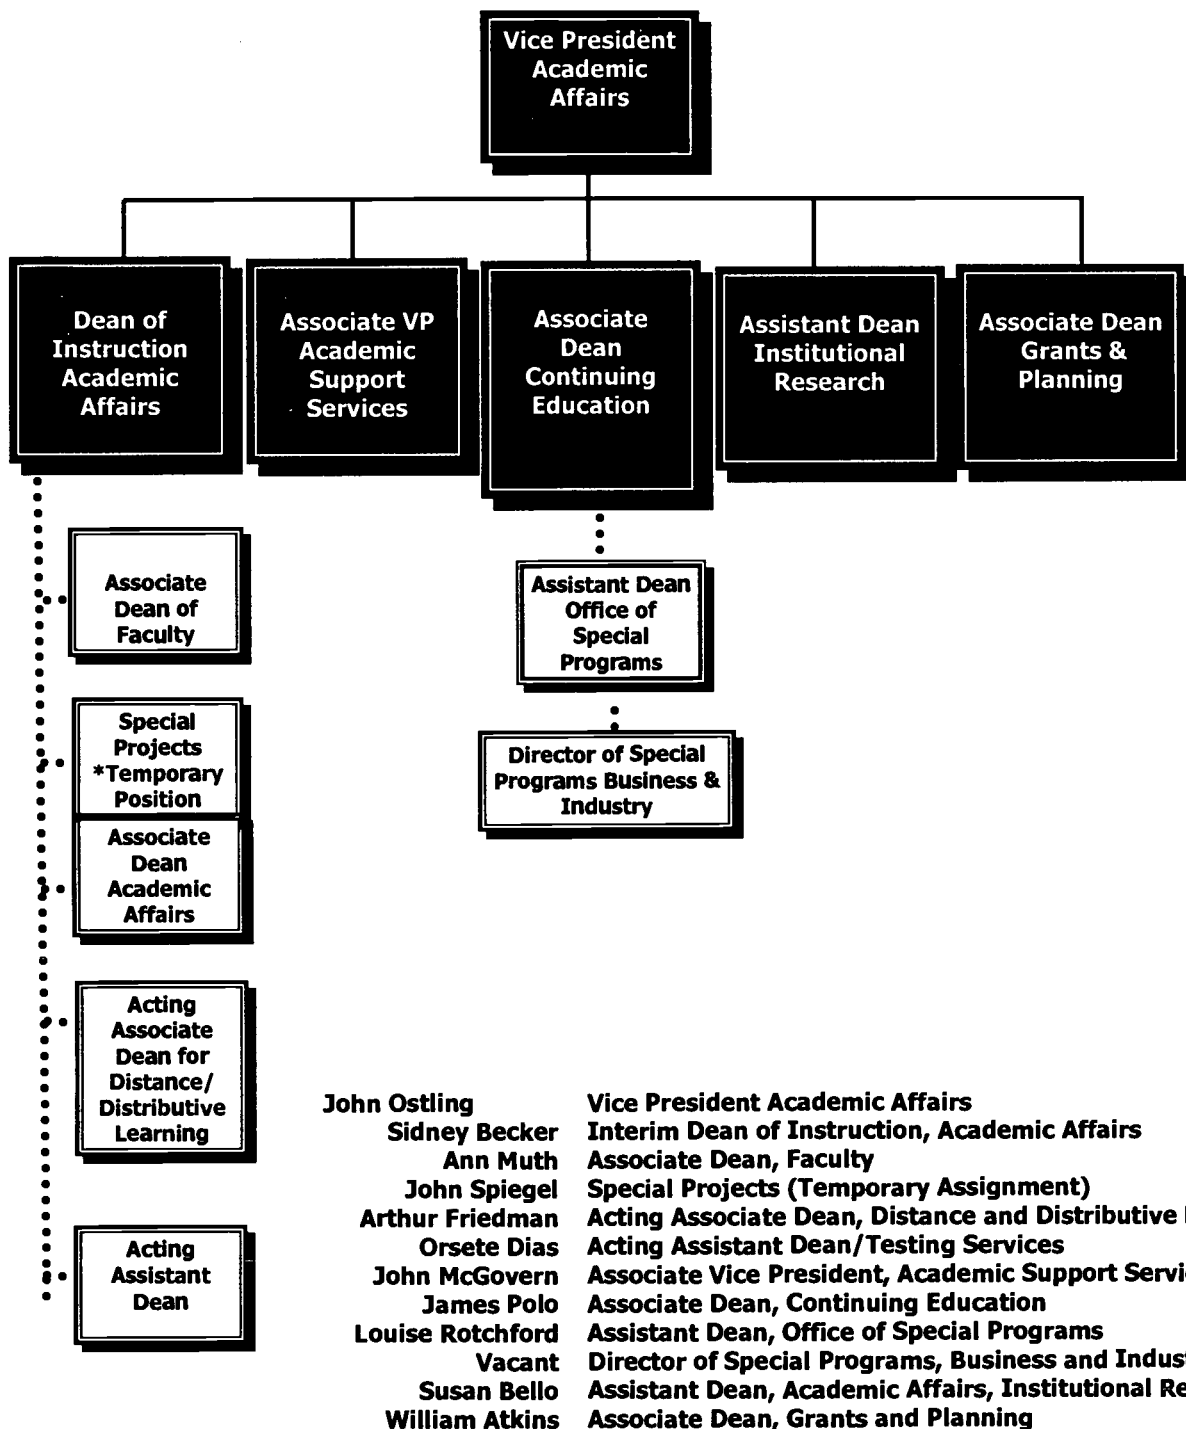 Vice President
Academic
Affairs
Dean of
Instruction
Academic
Affairs
Associate VP
Academic
Support
Services
Associate
Dean
Continuing
Education
Assistant Dean
Institutional
Research
Associate Dean
Grants &
Planning
Associate
Dean of
Faculty
Special
Projects
*Temporary
Position
Associate
Dean
Academic
Affairs
Acting
Associate
Dean for
Distance/
Distributive
Learning
Acting
Assistant
Dean
Assistant Dean
Office of
Special
Programs
Director of Special
Programs Business &
Industry
John Ostling Vice President Academic Affairs
Sidney Becker Interim Dean of Instruction, Academic Affairs
Ann Muth Associate Dean, Faculty
John Spiegel Special Projects (Temporary Assignment)
Arthur Friedman Acting Associate Dean, Distance and Distributive
Orsete Dias Acting Assistant Dean/Testing Services
John McGovern Associate Vice President, Academic Support
James Polo Associate Dean, Continuing Education
Louise Rotchford Assistant Dean, Office of Special Programs
Vacant Director of Special Programs, Business and
Susan Bello Assistant Dean, Academic Affairs, Institutional
William Atkins Associate Dean, Grants and Planning